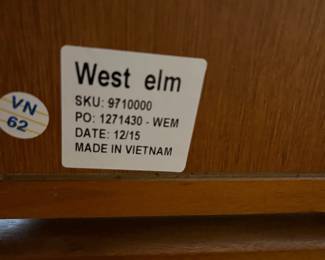 West elm
SKU: 9710000
PO: 1271430 - WEM
DATE: 12/15
MADE IN VIETNAM
VN
62